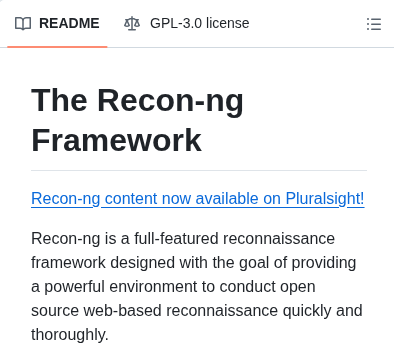 README GPL-3.0 license
The Recon-ng
Framework
Recon-ng content now available on Pluralsight!
Recon-ng is a full-featured reconnaissance
framework designed with the goal of providing
a powerful environment to conduct open
source web-based reconnaissance quickly and
thoroughly.